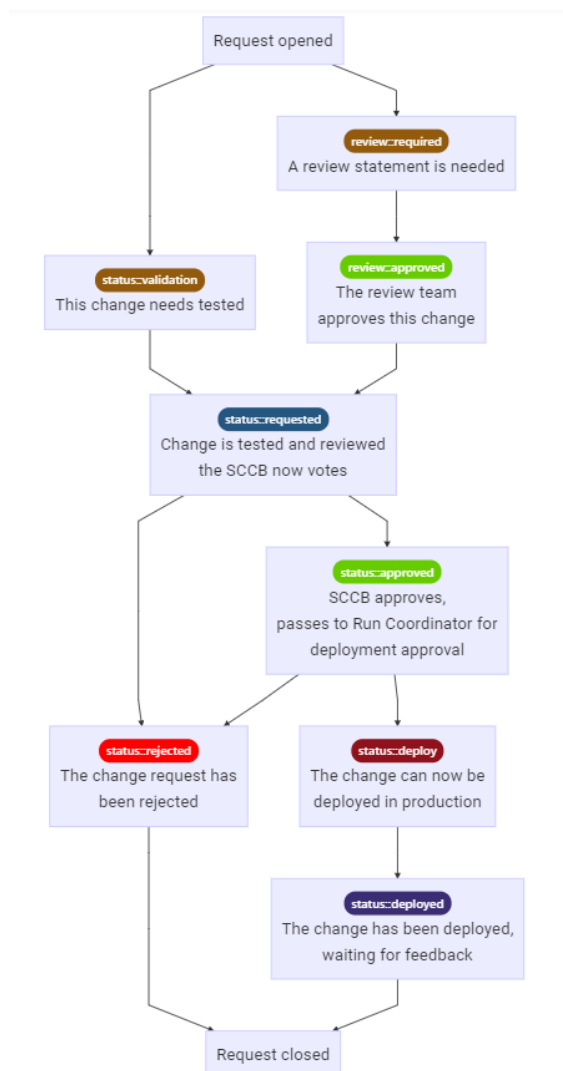 Request opened
review::required
A review statement is needed
status::validation
This change needs tested
review::approved
The review team
approves this change
status::requested
Change is tested and reviewed
the SCCB now votes
status::approved
SCCB approves,
passes to Run Coordinator for
deployment approval
status::rejected
The change request has
been rejected
status::deploy
The change can now be
deployed in production
status::deployed
The change has been deployed,
waiting for feedback
Request closed